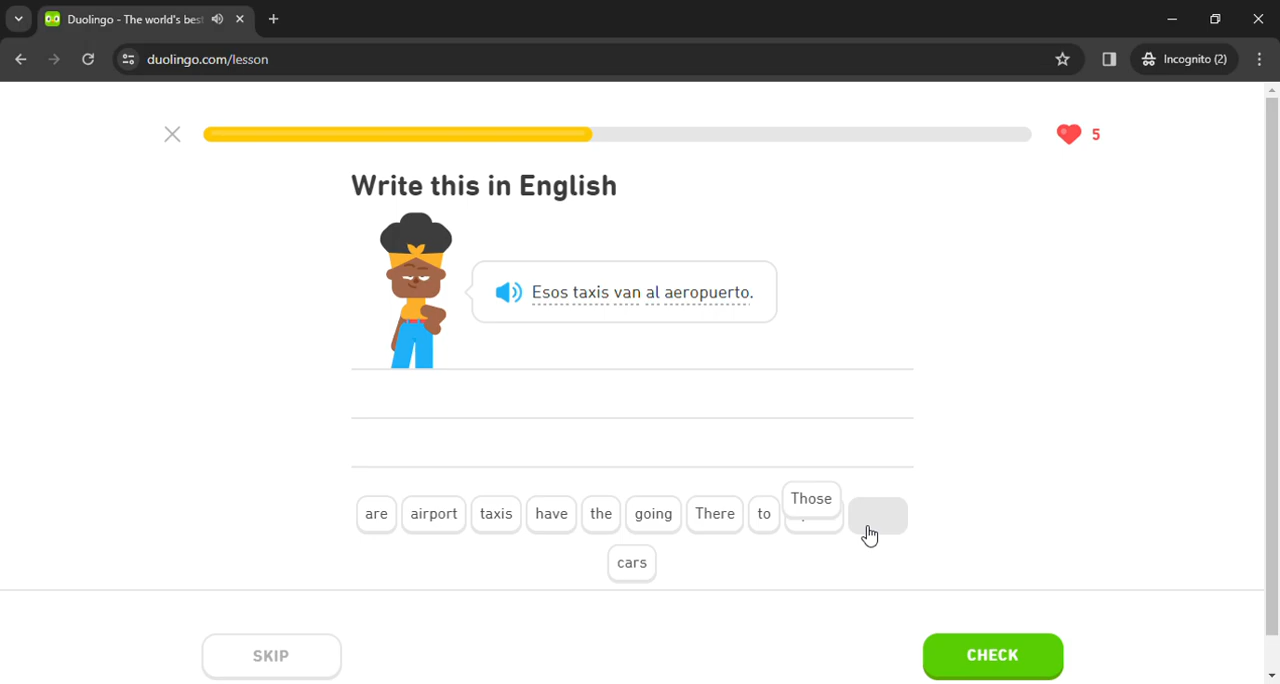 Duolingo - The world's bes
duolingo.com/lesson
Incognito (2)
5
Write this in English
Esos taxis van al aeropuerto.
are airport taxis have the going There to Those
cars
SKIP
CHECK